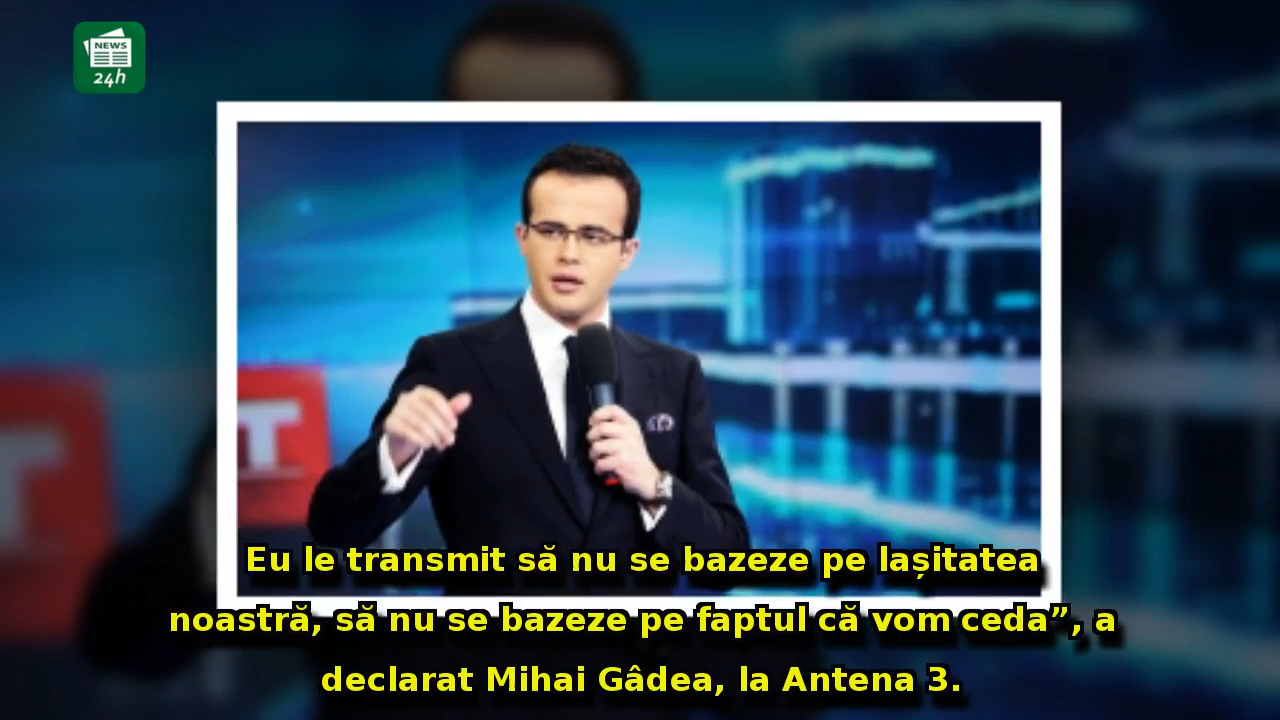 NEWS
24h
T
T
Eu le transmit să nu se bazeze pe lașitatea
noastră, să nu se bazeze pe faptul că vom ceda”, a
declarat Mihai Gâdea, la Antena 3.